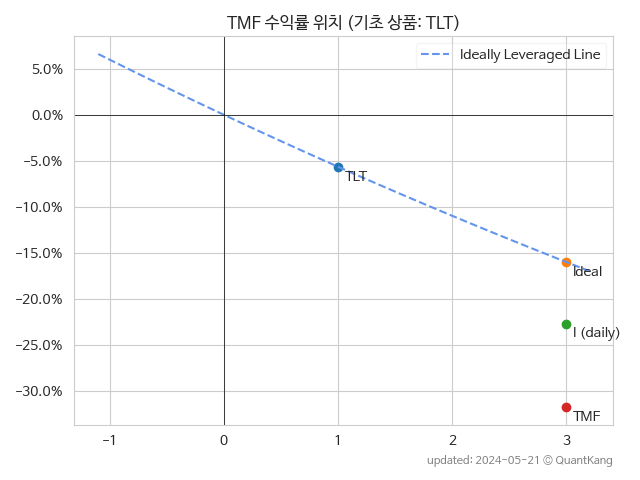 TMF 수익률 위치 (기초 상품: TLT)
Ideally Leveraged Line
5.0%
0.0%
−5.0%
−10.0%
−15.0%
−20.0%
−25.0%
−30.0%
TLT
Ideal
I (daily)
TMF
−1
0
1
2
3
updated: 2024-05-21 © QuantKang